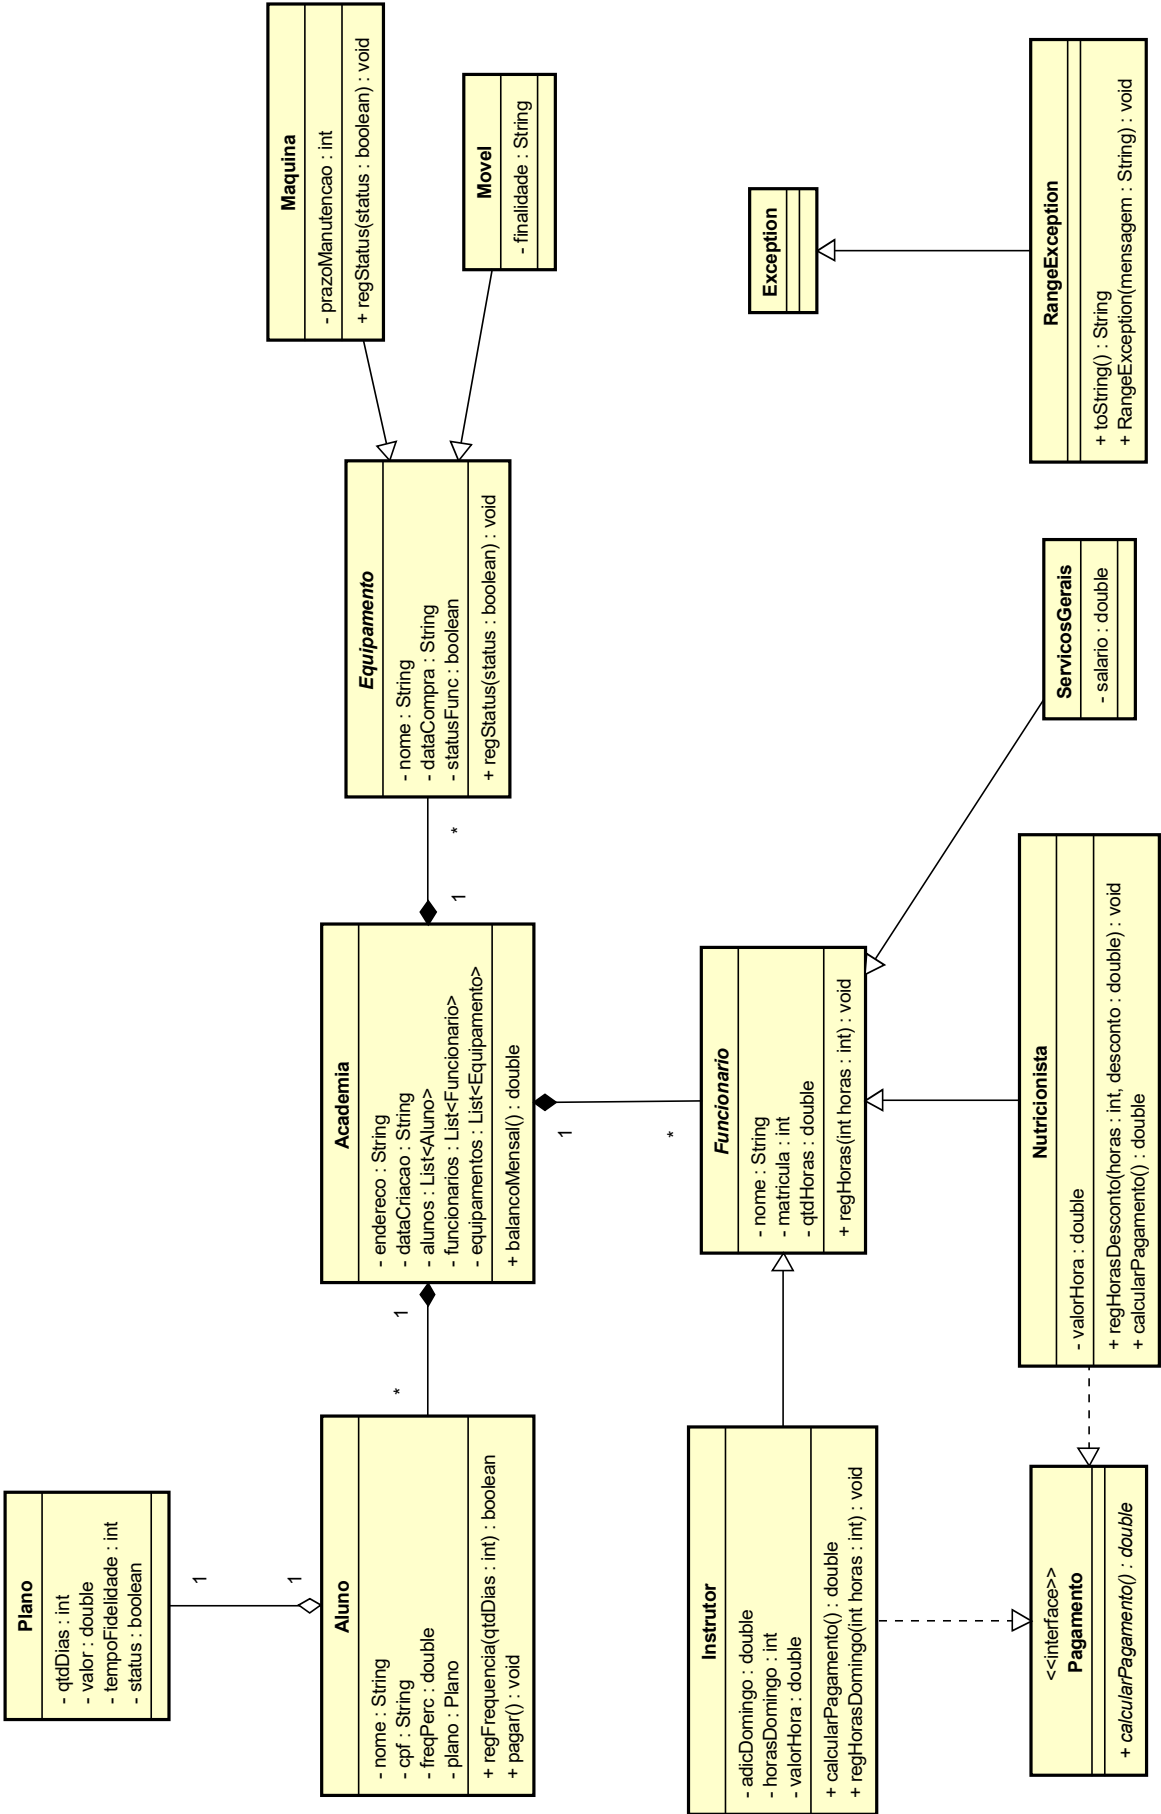 Plano
- qtdDias : int
- valor : double
- tempoFidelidade : int
- status : boolean
1
1
Aluno
- nome : String
- cpf : String
- freqPerc : double
- plano : Plano
+ regFrequencia(qtdDias : int) : boolean
+ pagar() : void
*
1
Academia
- endereco : String
- dataCriacao : String
- alunos : List<Aluno>
- funcionarios : List<Funcionario>
- equipamentos : List<Equipamento>
+ balancoMensal() : double
1
*
Equipamento
- nome : String
- dataCompra : String
- statusFunc : boolean
+ regStatus(status : boolean) : void
Maquina
- prazoManutencao : int
+ regStatus(status : boolean) : void
Movel
- finalidade : String
1
*
Funcionario
- nome : String
- matricula : int
- qtdHoras : double
+ regHoras(int horas : int) : void
Instrutor
- adicDomingo : double
- horasDomingo : int
- valorHora : double
+ calcularPagamento() : double
+ regHorasDomingo(int horas : int) : void
<<interface>>
Pagamento
+ calcularPagamento() : double
Nutricionista
- valorHora : double
+ regHorasDesconto(horas : int, desconto : double) : void
+ calcularPagamento() : double
ServicosGerais
- salario : double
Exception
RangeException
+ toString() : String
+ RangeException(mensagem : String) : void